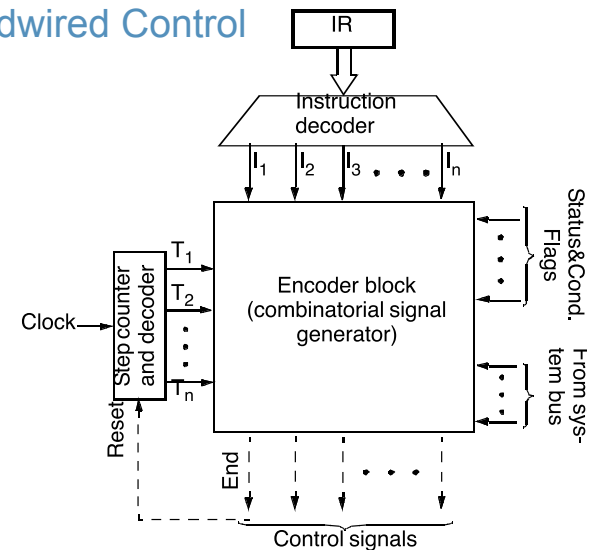 dwired Control
IR
Instruction
decoder
I1 I2 I3 In
Status&Cond.
Flags
T1
T2
Tn
Step counter
and decoder
Clock
Encoder block
(combinatorial signal
generator)
From sys-
tem bus
Reset
End
Control signals